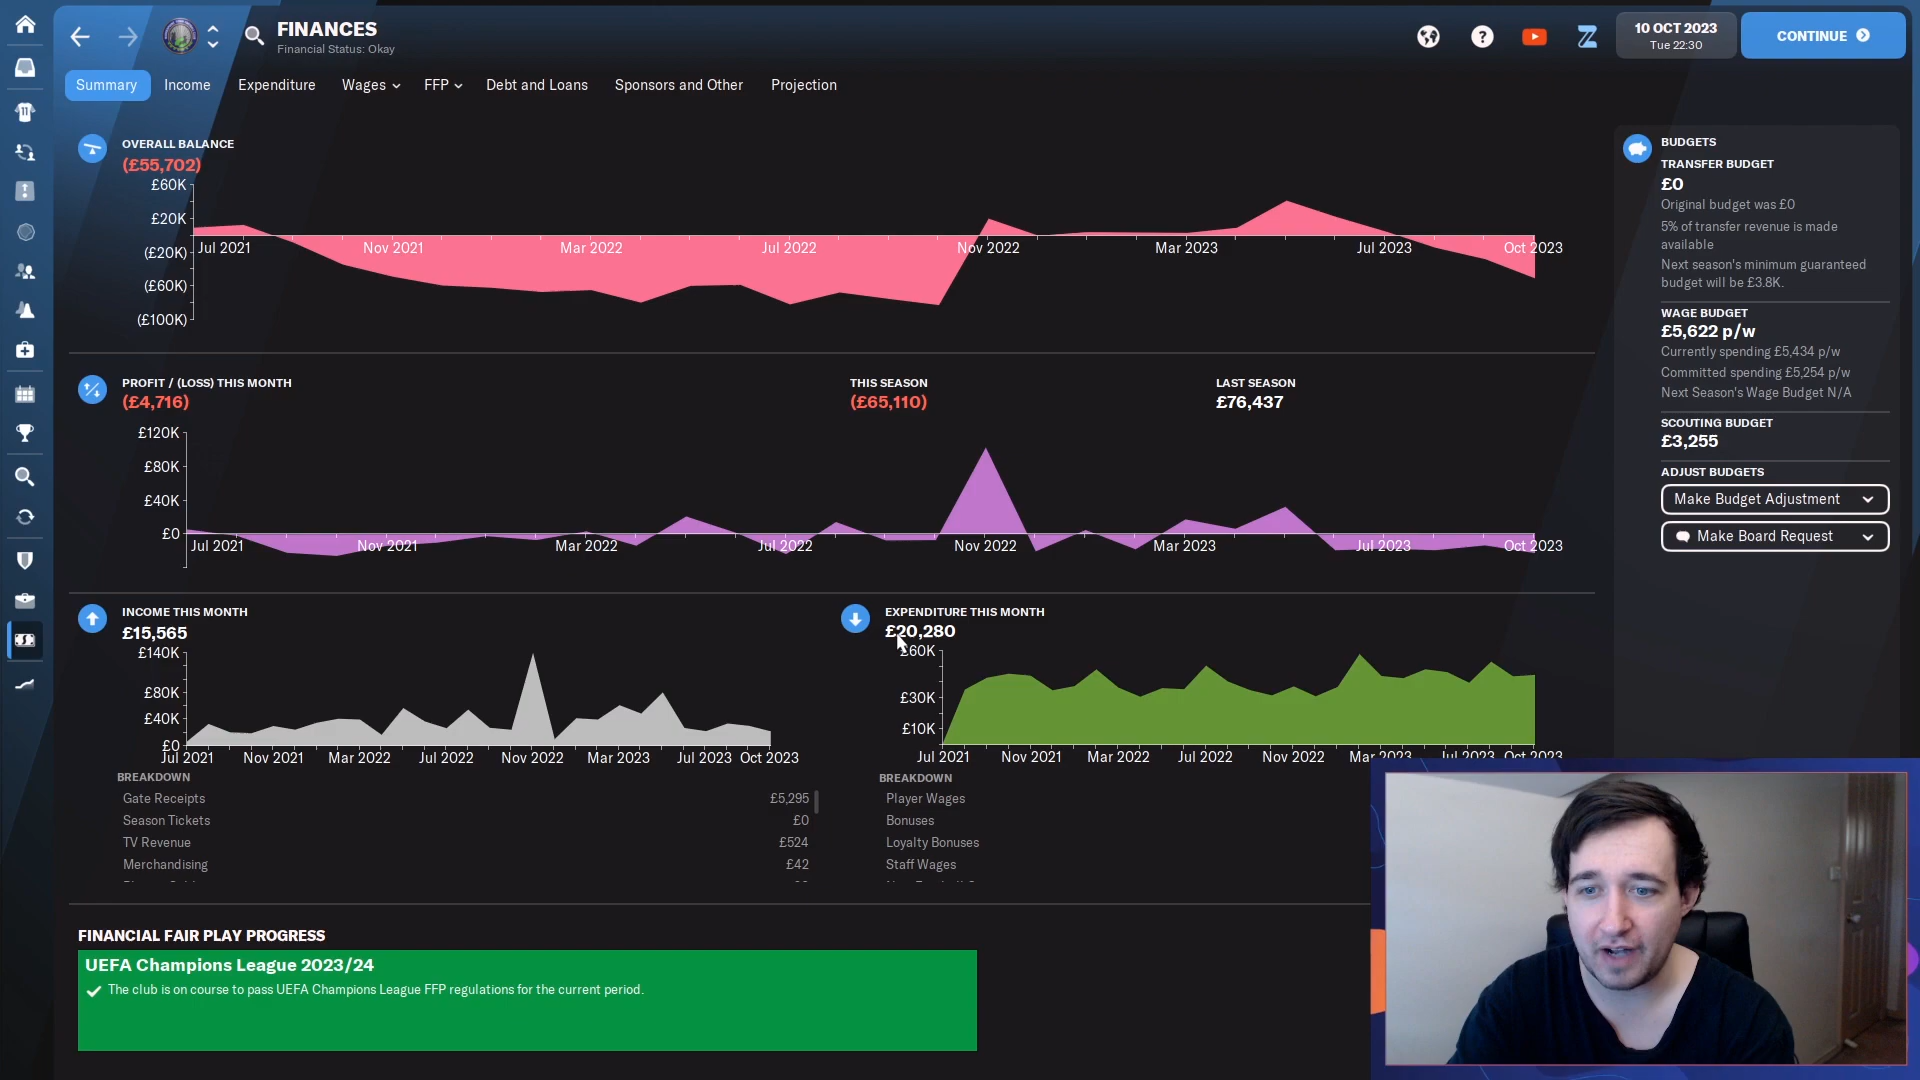 FINANCES
Financial Status: Okay
10 OCT 2023
Tue 22:30
CONTINUE
Summary
Income
Expenditure
Wages
FFP
Debt and Loans
Sponsors and Other
Projection
OVERALL BALANCE
(£55,702)
£60K
£20K
(£20K)
(£60K)
(£100K)
Jul 2021
Nov 2021
Mar 2022
Jul 2022
Nov 2022
Mar 2023
Jul 2023
Oct 2023
PROFIT / (LOSS) THIS MONTH
(£4,716)
THIS SEASON
(£65,110)
LAST SEASON
£76,437
£120K
£80K
£40K
£0
Jul 2021
Nov 2021
Mar 2022
Jul 2022
Nov 2022
Mar 2023
Jul 2023
Oct 2023
INCOME THIS MONTH
£15,565
£140K
£80K
£40K
£0
Jul 2021
Nov 2021
Mar 2022
Jul 2022
Nov 2022
Mar 2023
Jul 2023
Oct 2023
BREAKDOWN
Gate Receipts £5,295
Season Tickets £0
TV Revenue £524
Merchandising £42
EXPENDITURE THIS MONTH
£20,280
£60K
£30K
£10K
Jul 2021
Nov 2021
Mar 2022
Jul 2022
Nov 2022
Mar 2023
Jul 2023
Oct 2023
BREAKDOWN
Player Wages
Bonuses
Loyalty Bonuses
Staff Wages
FINANCIAL FAIR PLAY PROGRESS
UEFA Champions League 2023/24
The club is on course to pass UEFA Champions League FFP regulations for the current period.
BUDGETS
TRANSFER BUDGET
£0
Original budget was £0
5% of transfer revenue is made
available
Next season's minimum guaranteed
budget will be £3.8K.
WAGE BUDGET
£5,622 p/w
Currently spending £5,434 p/w
Committed spending £5,254 p/w
Next Season's Wage Budget N/A
SCOUTING BUDGET
£3,255
ADJUST BUDGETS
Make Budget Adjustment
Make Board Request